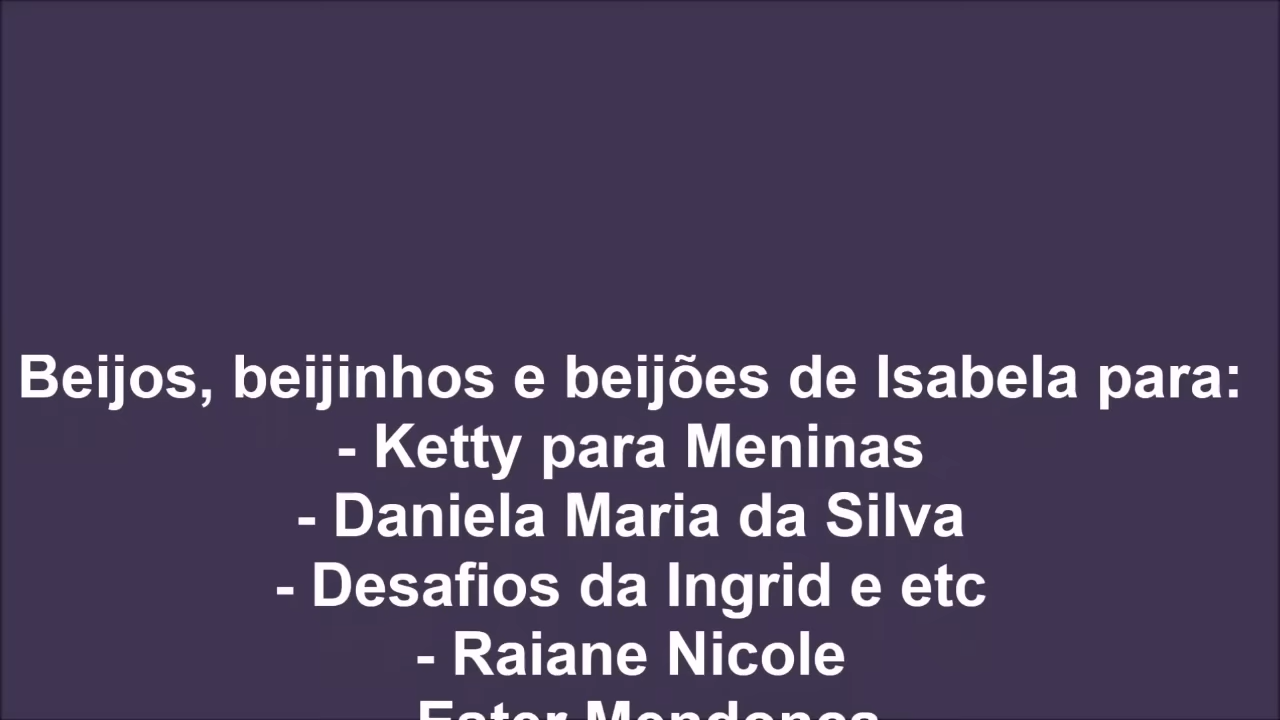 Beijos, beijinhos e beijões de Isabela para:
- Ketty para Meninas
- Daniela Maria da Silva
- Desafios da Ingrid e etc
- Raiane Nicole